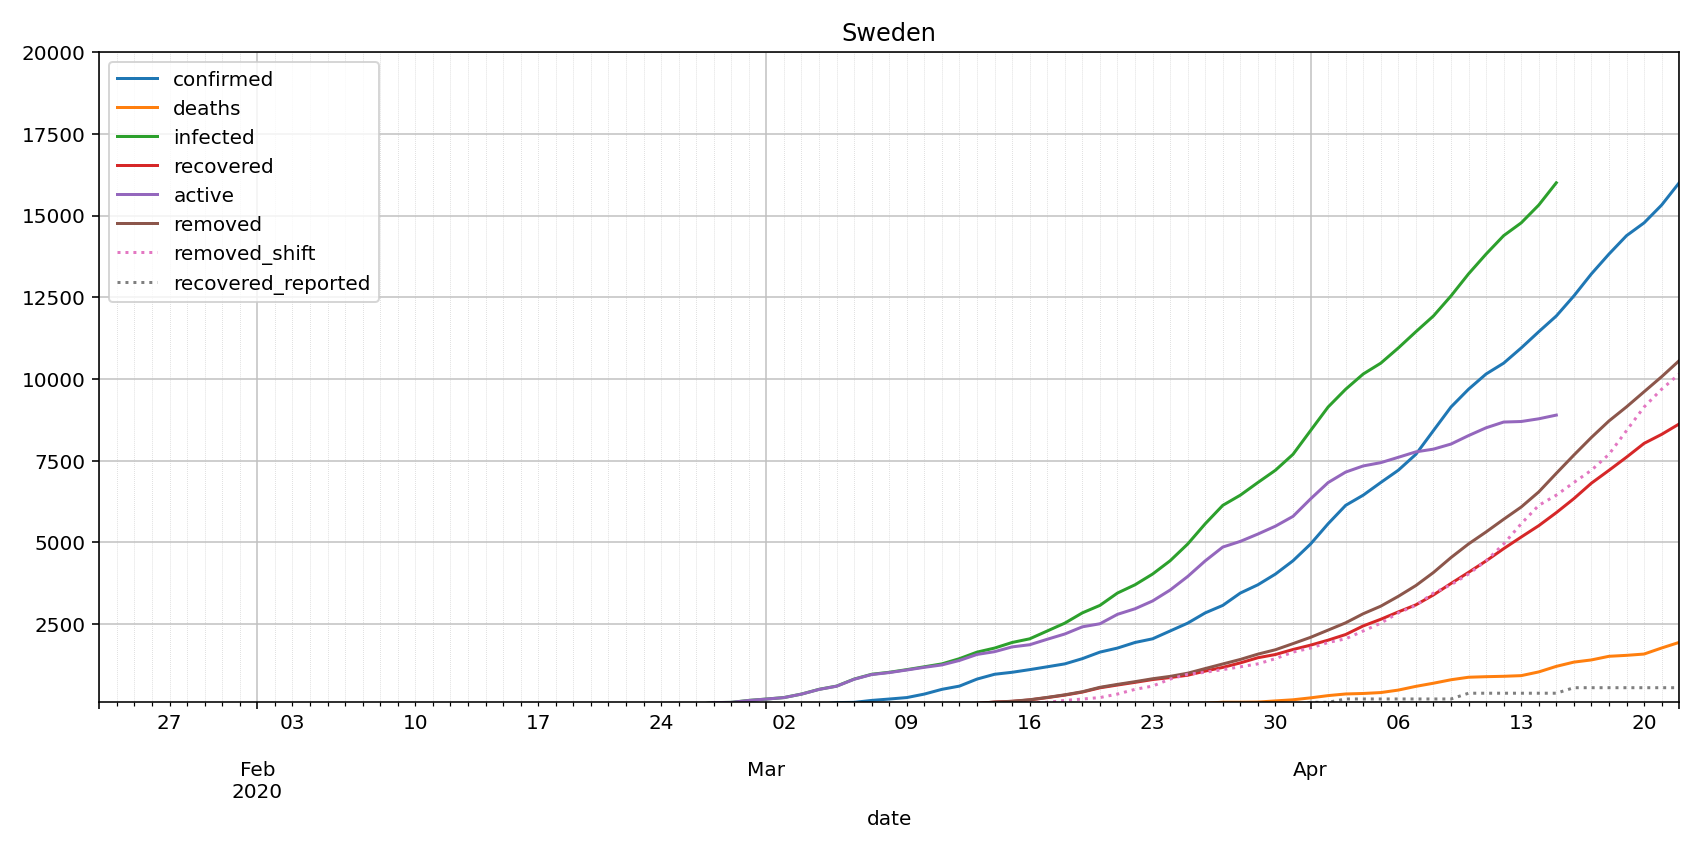 Sweden
20000
17500
15000
12500
10000
7500
5000
2500
confirmed
deaths
infected
recovered
active
removed
removed_shift
recovered_reported
27 03 10 17 24 02 09 16 23 30 06 13 20
Feb Mar Apr
2020
date